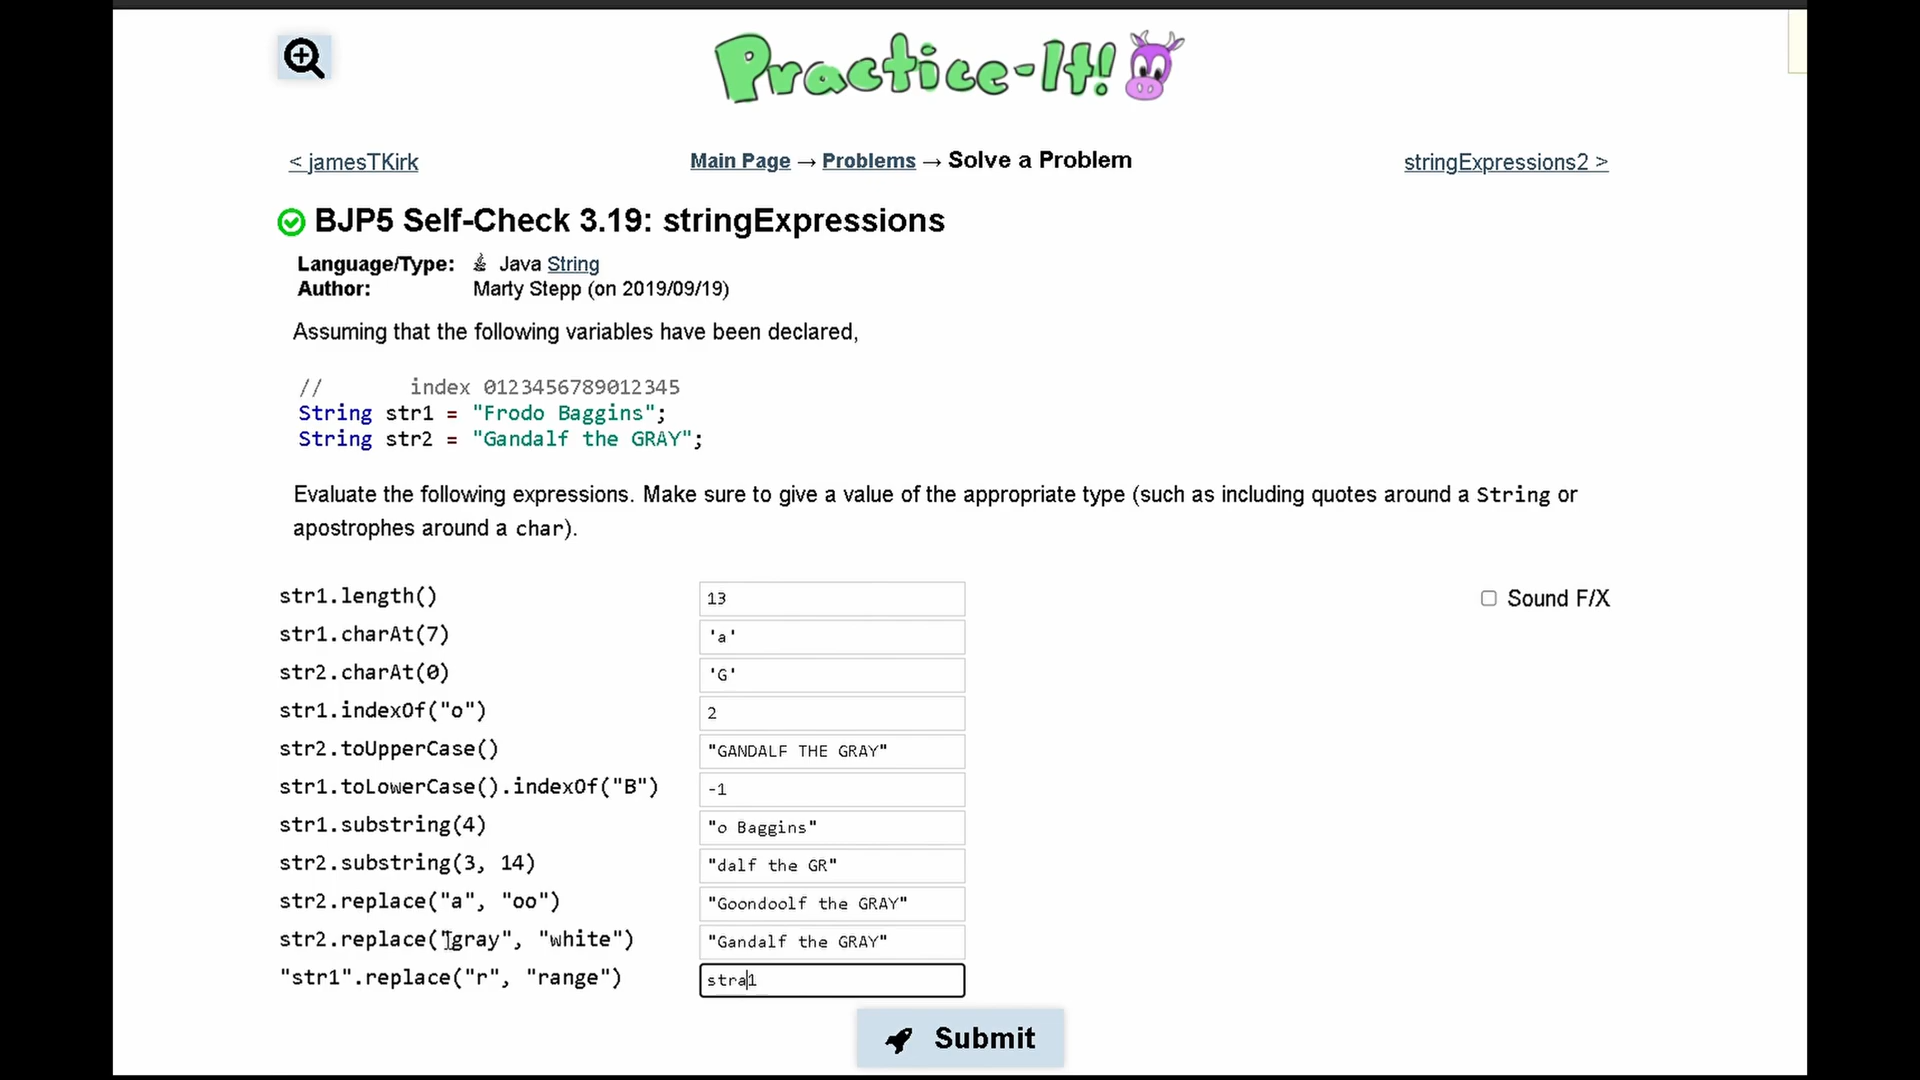 Practice-It!
< jamesTKirk
Main Page → Problems → Solve a Problem
stringExpressions2 >
BJP5 Self-Check 3.19: stringExpressions
Language/Type: Java String
Author: Marty Stepp (on 2019/09/19)
Assuming that the following variables have been declared,
// index 0123456789012345
String str1 = "Frodo Baggins";
String str2 = "Gandalf the GRAY";
Evaluate the following expressions. Make sure to give a value of the appropriate type (such as including quotes around a String or
apostrophes around a char).
str1.length() 13
Sound F/X
str1.charAt(7) 'a'
str2.charAt(0) 'G'
str1.indexOf("o") 2
str2.toUpperCase() "GANDALF THE GRAY"
str1.toLowerCase().indexOf("B") -1
str1.substring(4) "o Baggins"
str2.substring(3, 14) "dalf the GR"
str2.replace("a", "oo") "Goondoolf the GRAY"
str2.replace("gray", "white") "Gandalf the GRAY"
"str1".replace("r", "range") stra1
Submit